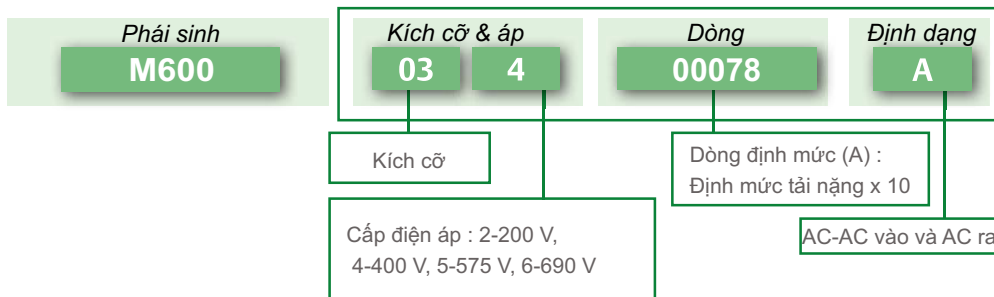 Phái sinh
Kích cỡ & áp
Dòng
Định dạng
M600
03
4
00078
A
Kích cỡ
Dòng định mức (A) :
Định mức tải nặng x 10
Cấp điện áp : 2-200 V,
4-400 V, 5-575 V, 6-690 V
AC-AC vào và AC ra